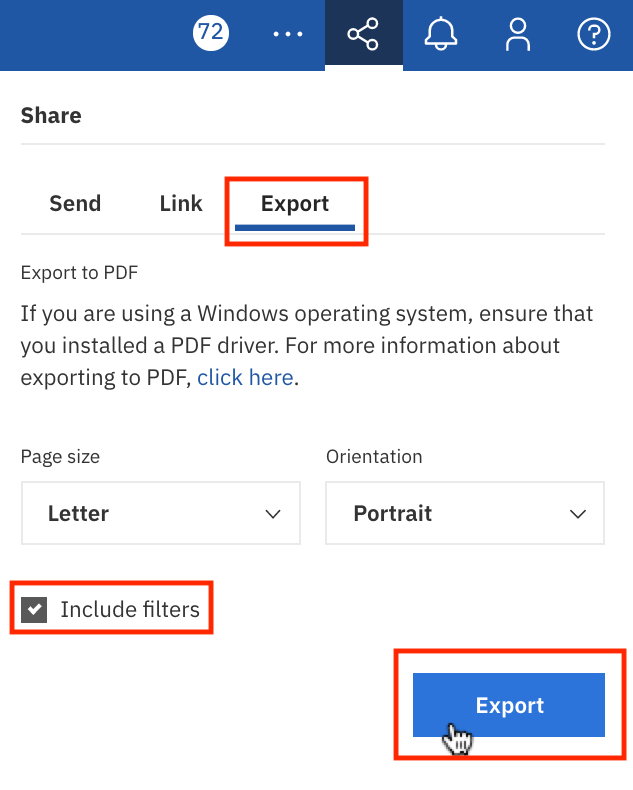 72
Share
Send Link Export
Export to PDF
If you are using a Windows operating system, ensure that
you installed a PDF driver. For more information about
exporting to PDF, click here.
Page size Orientation
Letter Portrait
Include filters
Export